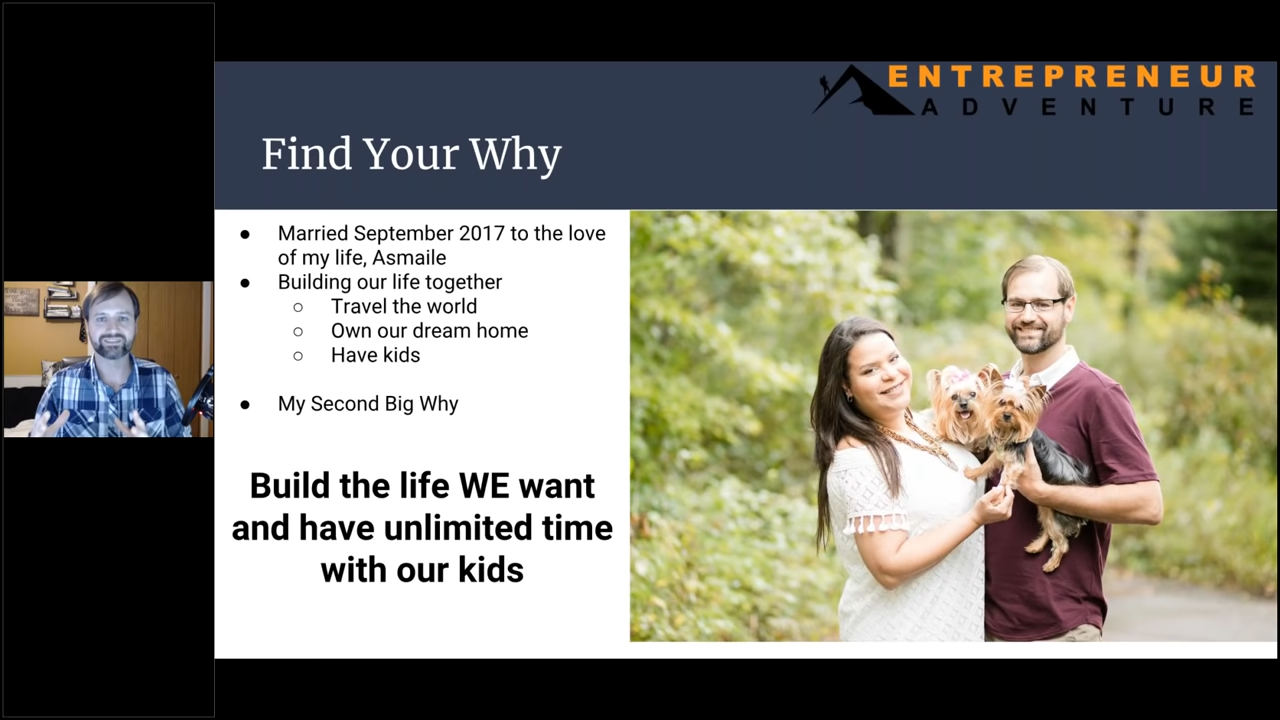 ENTREPRENEUR
ADVENTURE
Find Your Why
● Married September 2017 to the love
of my life, Asmaile
● Building our life together
○ Travel the world
○ Own our dream home
○ Have kids
● My Second Big Why
Build the life WE want
and have unlimited time
with our kids